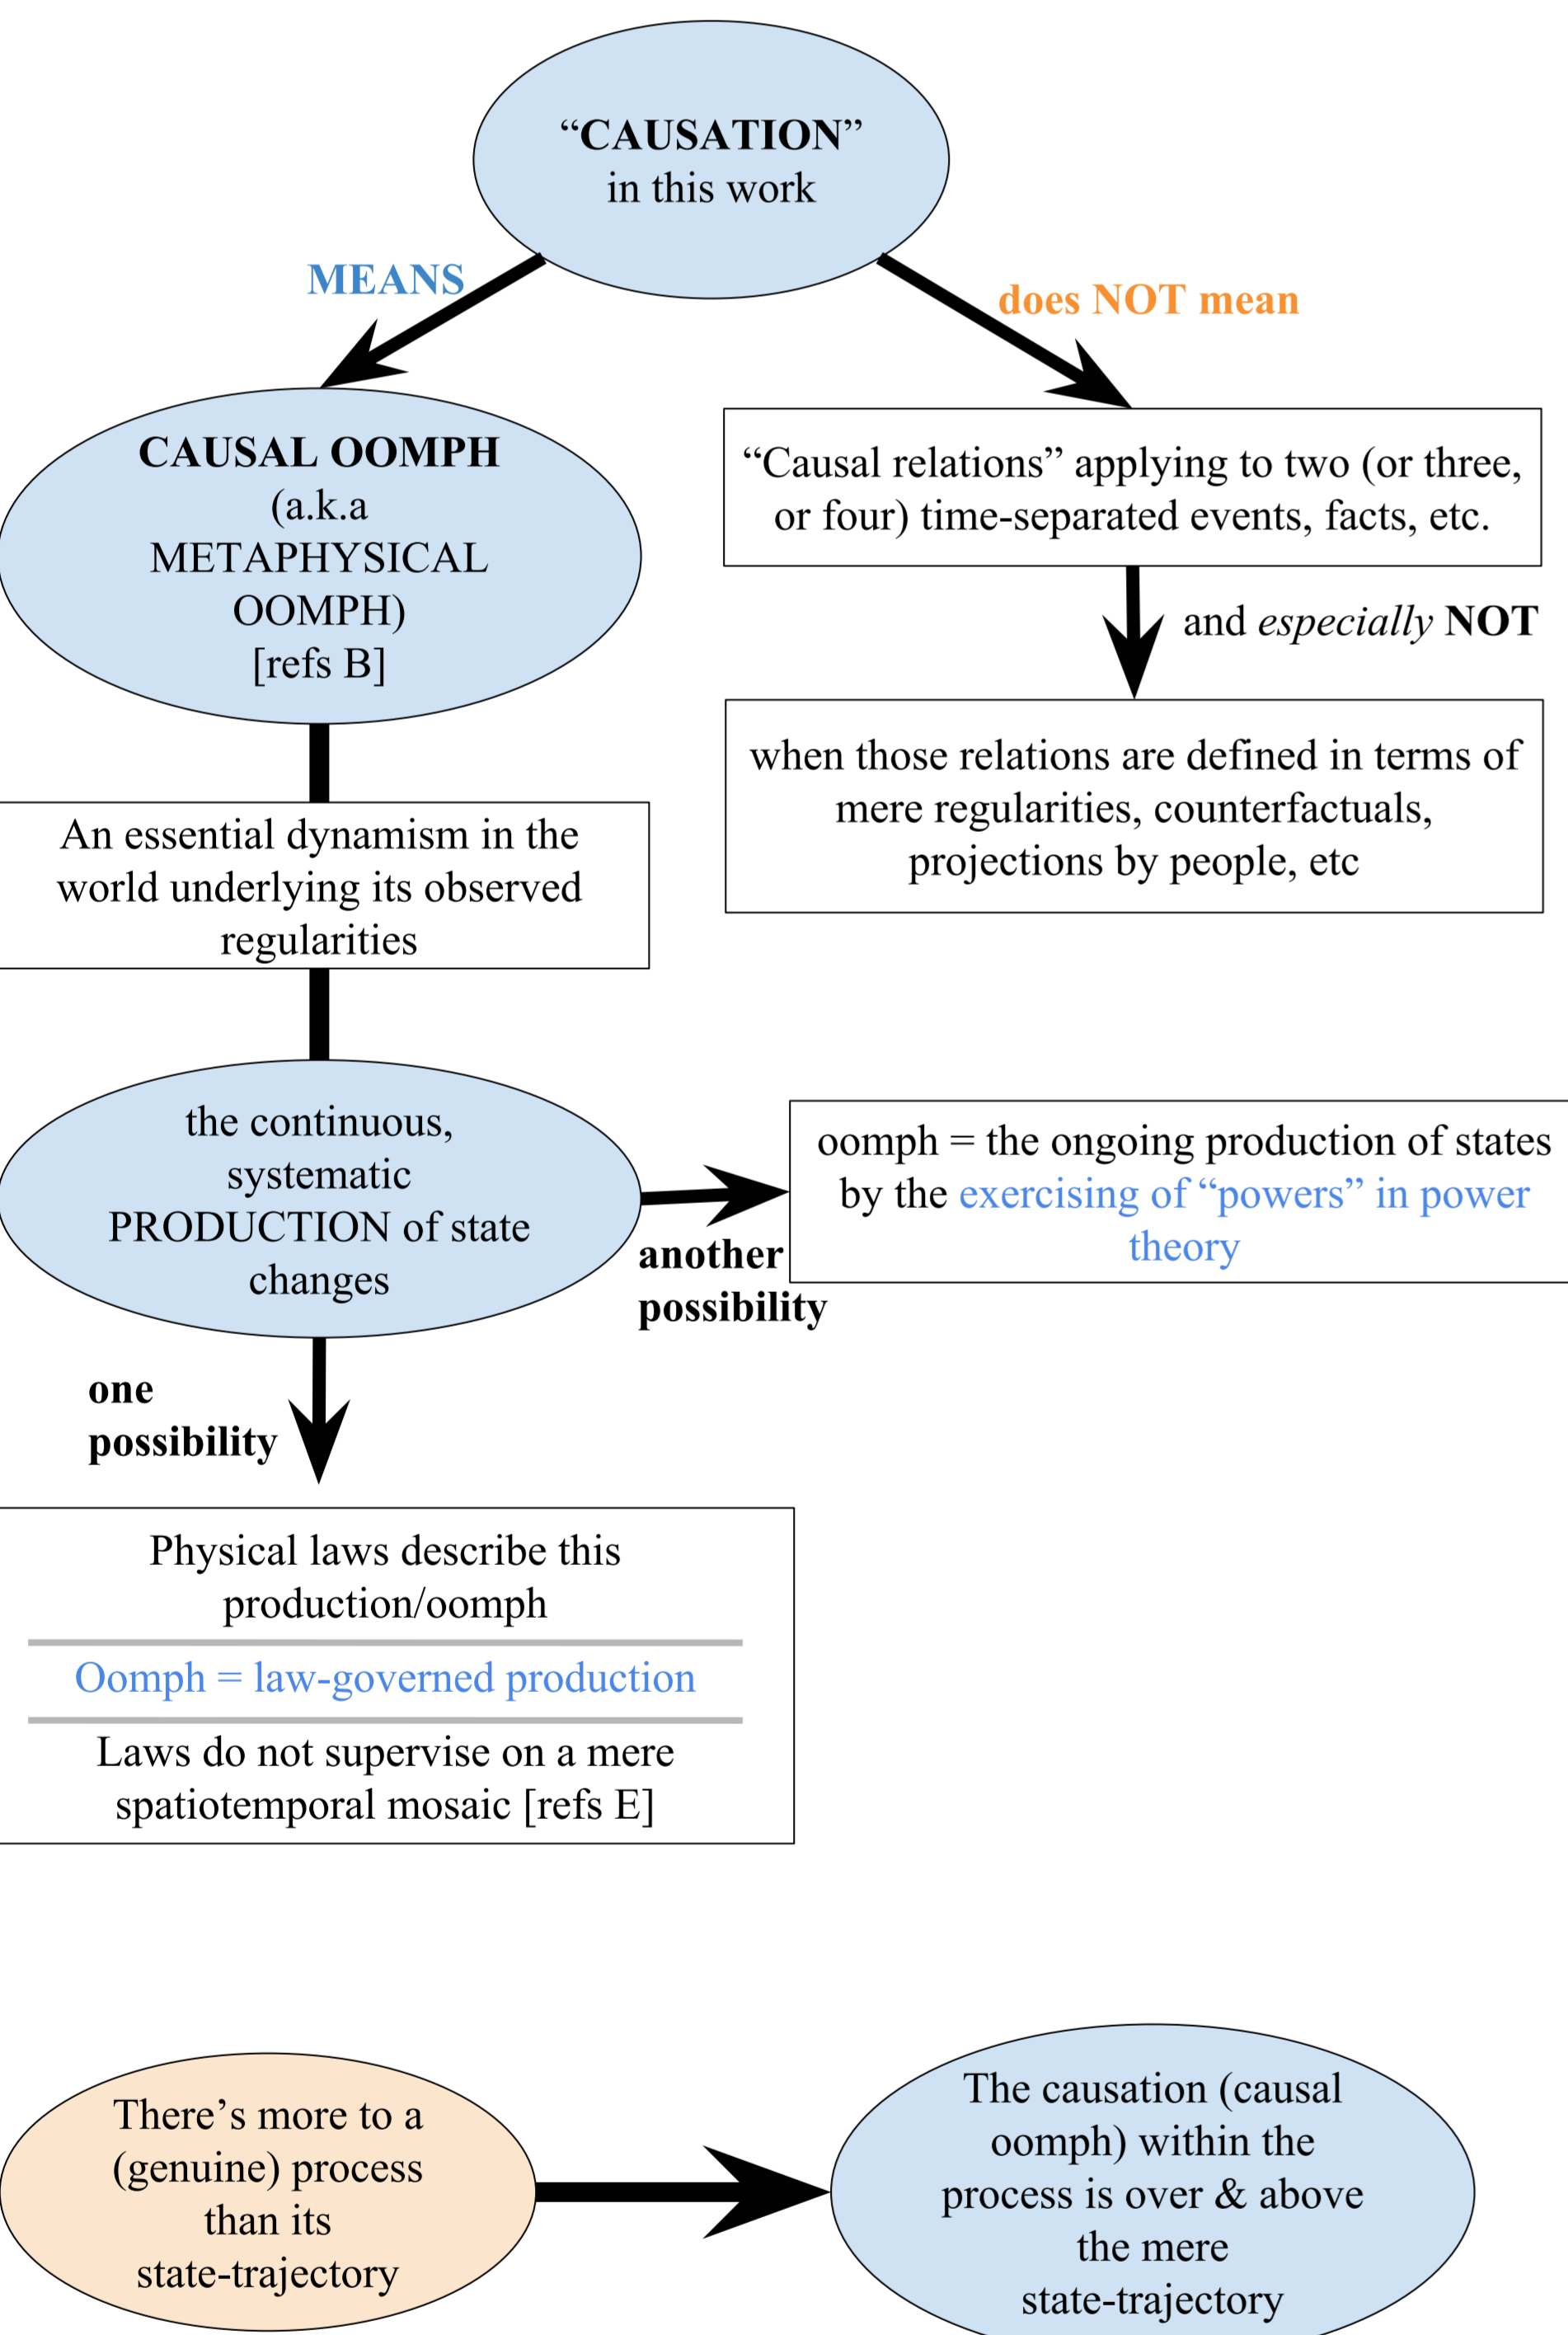 “CAUSATION”
in this work
MEANS
does NOT mean
CAUSAL OOMPH
(a.k.a
METAPHYSICAL
OOMPH)
[refs B]
“Causal relations” applying to two (or three,
or four) time-separated events, facts, etc.
and especially NOT
when those relations are defined in terms of
mere regularities, counterfactuals,
projections by people, etc
An essential dynamism in the
world underlying its observed
regularities
the continuous,
systematic
PRODUCTION of state
changes
another
possibility
oomph = the ongoing production of states
by the exercising of “powers” in power
theory
one
possibility
Physical laws describe this
production/oomph
Oomph = law-governed production
Laws do not supervise on a mere
spatiotemporal mosaic [refs E]
There’s more to a
(genuine) process
than its
state-trajectory
The causation (causal
oomph) within the
process is over & above
the mere
state-trajectory